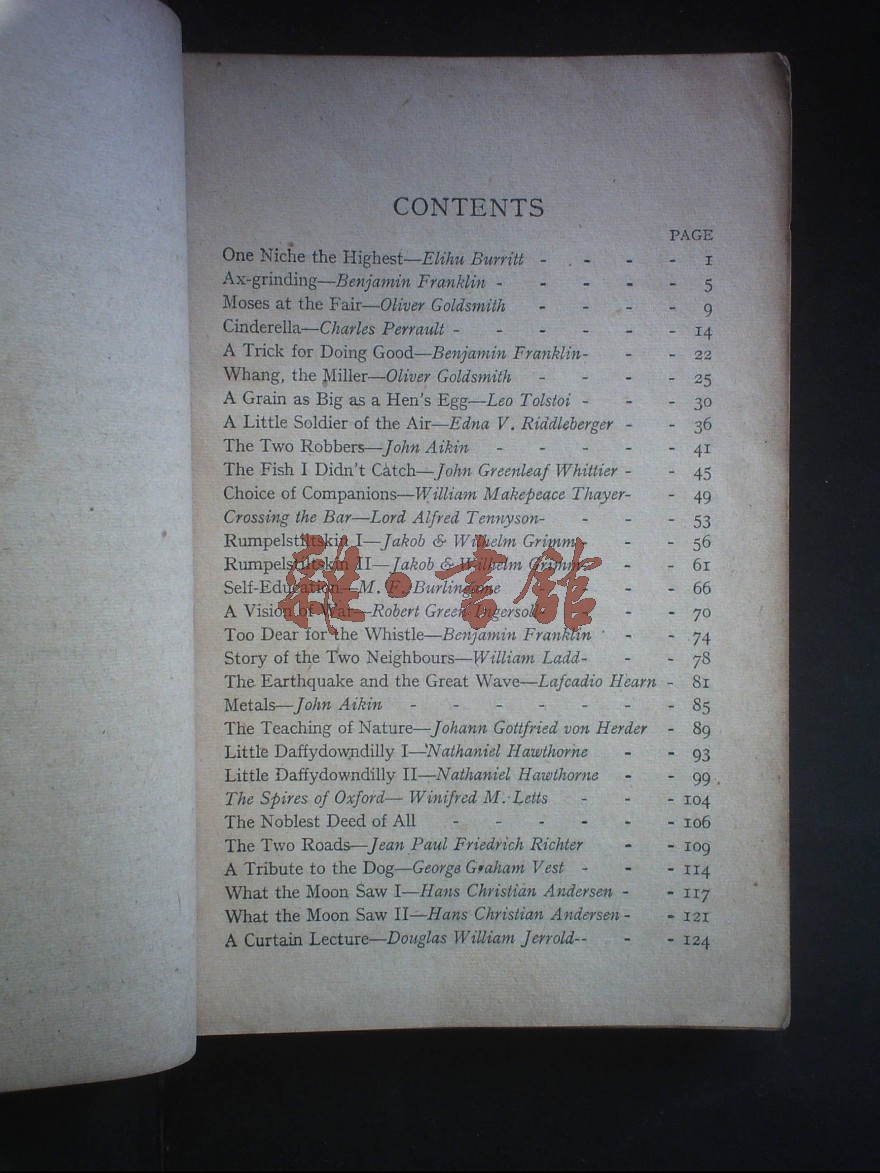 CONTENTS
PAGE
One Niche the Highest—Elihu Burritt - - - - 1
Ax-grinding—Benjamin Franklin - - - - - 5
Moses at the Fair—Oliver Goldsmith - - - - 9
Cinderella—Charles Perrault - - - - - - 14
A Trick for Doing Good—Benjamin Franklin- - - 22
Whang, the Miller—Oliver Goldsmith - - - - 25
A Grain as Big as a Hen's Egg—Leo Tolstoi - - - 30
A Little Soldier of the Air—Edna V. Riddleberger - - 36
The Two Robbers—John Aikin - - - - - 41
The Fish I Didn't Catch—John Greenleaf Whittier - - 45
Choice of Companions—William Makepeace Thayer- - 49
Crossing the Bar—Lord Alfred Tennyson- - - - 53
Rumpelstiltskin I—Jakob & Wilhelm Grimm - - 56
Rumpelstiltskin II—Jakob & Wilhelm Grimm- - - 61
Self-Education—M. F. Burlingame - - 66
A Vision of War—Robert Green Ingersoll - - 70
Too Dear for the Whistle—Benjamin Franklin - - 74
Story of the Two Neighbours—William Ladd- - - 78
The Earthquake and the Great Wave—Lafcadio Hearn - 81
Metals—John Aikin - - - - - - - 85
The Teaching of Nature—Johann Gottfried von Herder - 89
Little Daffydowndilly I—Nathaniel Hawthorne - - 93
Little Daffydowndilly II—Nathaniel Hawthorne - - 99
The Spires of Oxford— Winifred M. Letts - - - 104
The Noblest Deed of All - - - - - - 106
The Two Roads—Jean Paul Friedrich Richter - - 109
A Tribute to the Dog—George Graham Vest - - - 114
What the Moon Saw I—Hans Christian Andersen - - 117
What the Moon Saw II—Hans Christian Andersen - - 121
A Curtain Lecture—Douglas William Jerrold-- - - 124
雜·書館